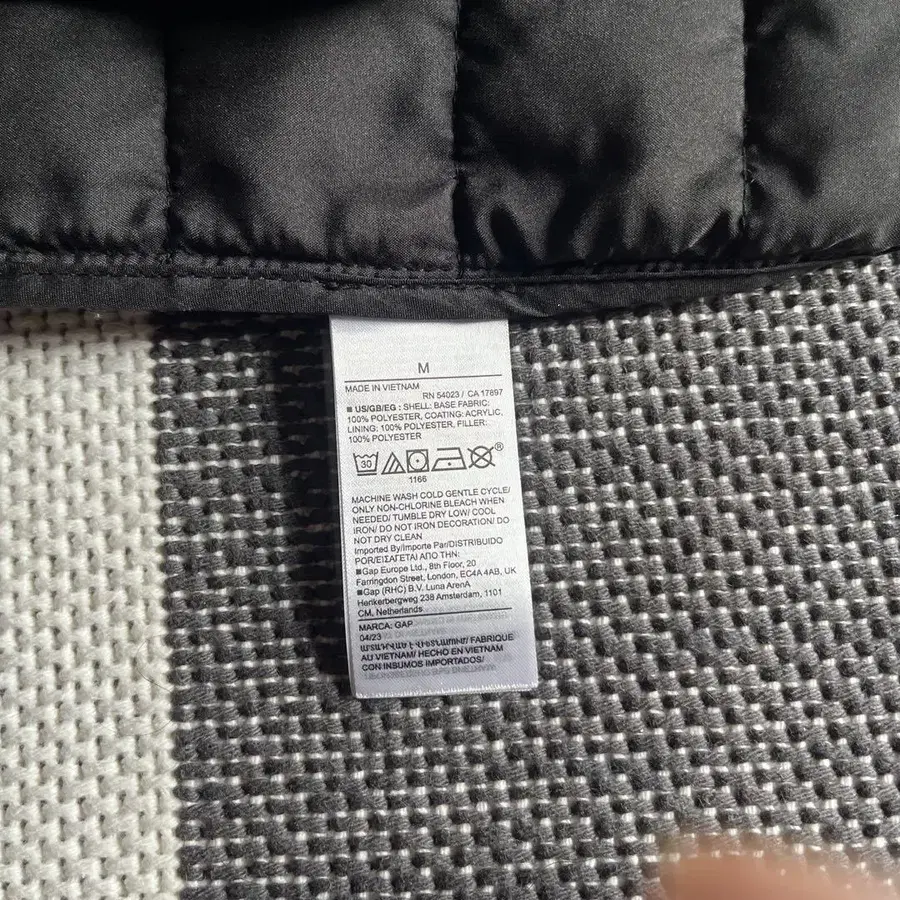 M
MADE IN VIETNAM
RN 54023 / CA 17897
■ US/GB/EG : SHELL: BASE FABRIC:
100% POLYESTER, COATING: ACRYLIC,
LINING: 100% POLYESTER, FILLER:
100% POLYESTER
30
®
1166
MACHINE WASH COLD GENTLE CYCLE/
ONLY NON-CHLORINE BLEACH WHEN
NEEDED/ TUMBLE DRY LOW/ COOL
IRON/ DO NOT IRON DECORATION/ DO
NOT DRY CLEAN
Imported By/Importe Par/DISTRIBUIDO
POR/ΕΙΣΑΓΕΤΑΙ ΑΠΟ ΤΗΝ:
■Gap Europe Ltd., 8th Floor, 20
Farringdon Street, London, EC4A 4AB, UK
■Gap (RHC) B.V. Luna ArenA
Henkerbergweg 238 Amsterdam, 1101
CM, Netherlands
MARCA: GAP
04/23
FABRIQUÉ
AU VIETNAM/ HECHO EN VIETNAM
CON INSUMOS IMPORTADOS/